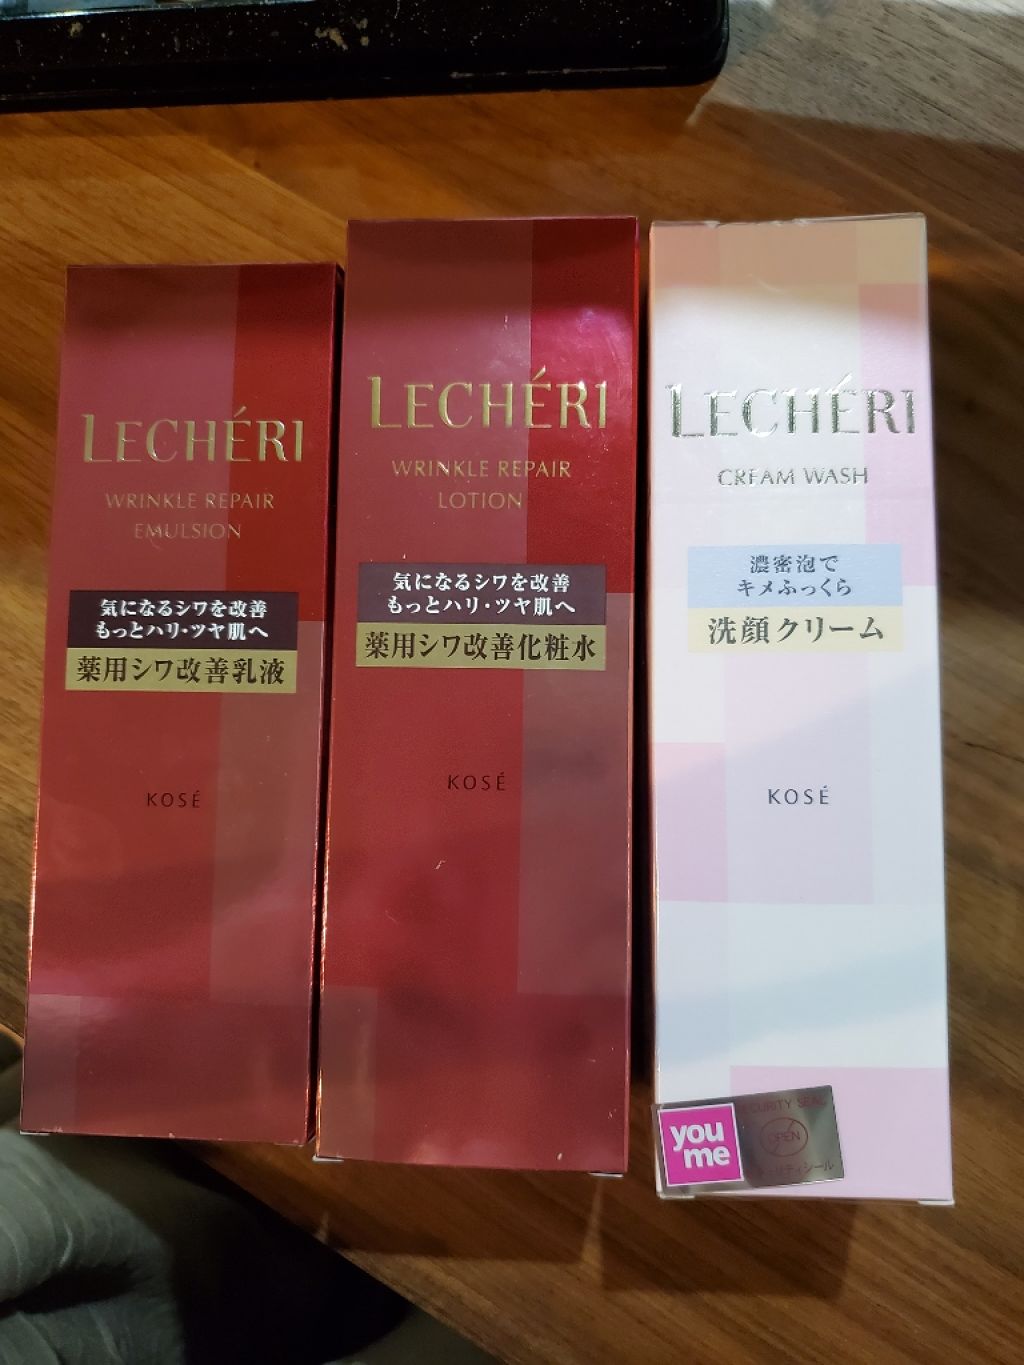 LECHÉRI
WRINKLE REPAIR
EMULSION
気になるシワを改善
もっとハリ・ツヤ肌へ
薬用シワ改善乳液
KOSÉ
LECHÉRI
WRINKLE REPAIR
LOTION
気になるシワを改善
もっとハリ・ツヤ肌へ
薬用シワ改善化粧水
KOSÉ
LECHÉRI
CREAM WASH
濃密泡で
キメふっくら
洗顔クリーム
KOSÉ
you
me
SECURITY SEAL
OPEN